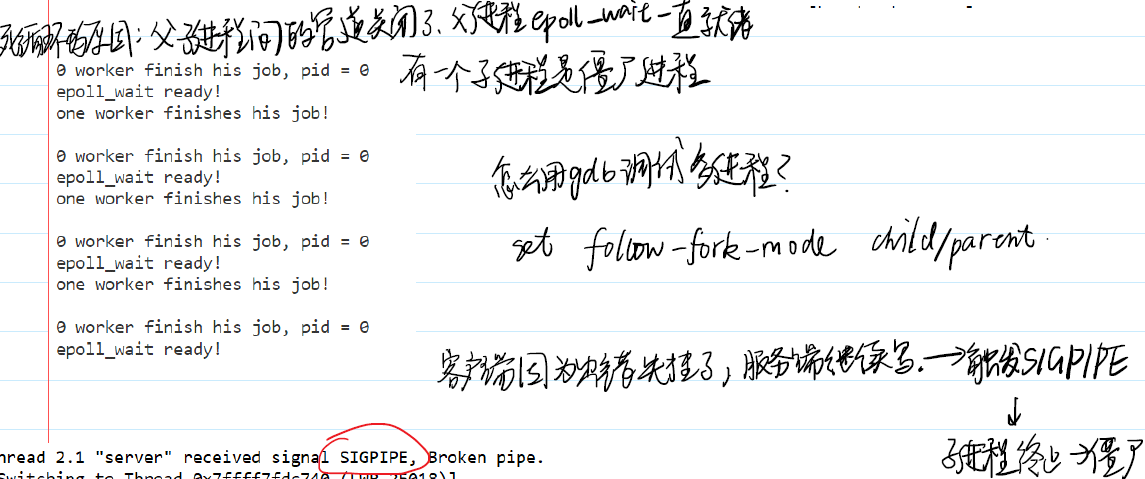 死循环的原因：父子进程间的管道关闭了、父进程epoll_wait一直就绪
0 worker finish his job, pid = 0
epoll_wait ready!
one worker finishes his job!
有一个子进程是僵尸进程
0 worker finish his job, pid = 0
epoll_wait ready!
one worker finishes his job!
怎么用gdb调试多进程?
0 worker finish his job, pid = 0
epoll_wait ready!
one worker finishes his job!
set follow-fork-mode child/parent
0 worker finish his job, pid = 0
epoll_wait ready!
客户端因为出错先挂了，服务端继续写.→触发SIGPIPE
↓
子进程终止→僵尸
hread 2.1 "server" received signal SIGPIPE, Broken pipe.
Switching to Thread 0x7ffff7fdc740 (LWP 25018)]